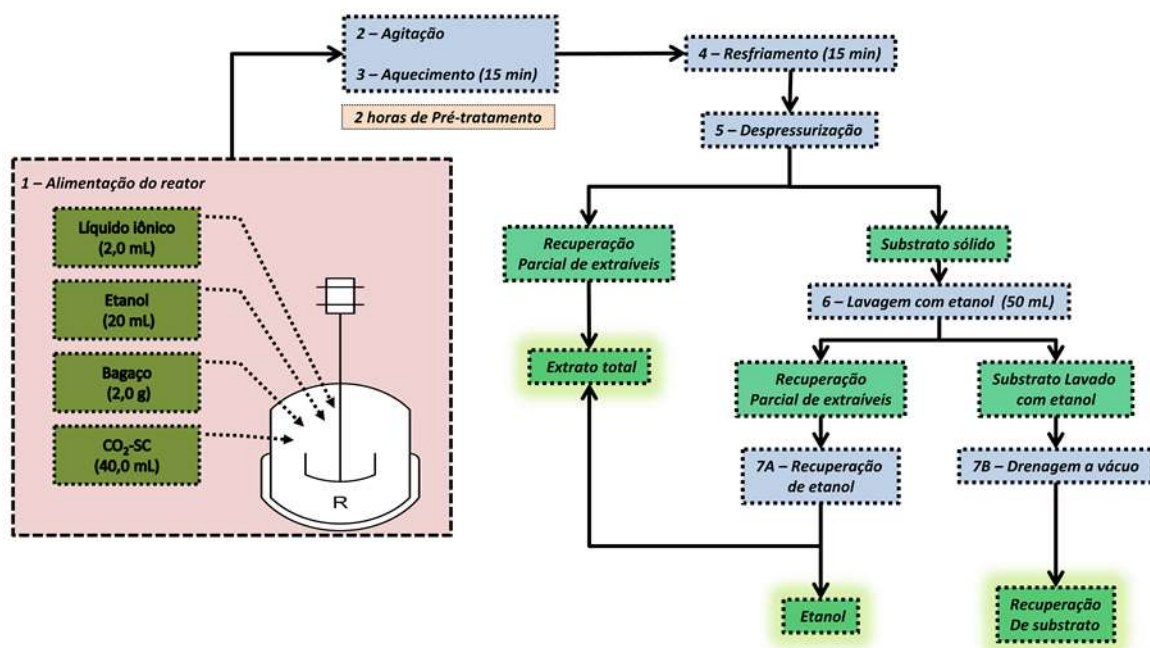 2 – Agitação
3 – Aquecimento (15 min)
2 horas de Pré-tratamento
4 – Resfriamento (15 min)
5 – Despressurização
1 – Alimentação do reator
Líquido iônico
(2,0 mL)
Etanol
(20 mL)
Bagaço
(2,0 g)
CO₂-SC
(40,0 mL)
R
Recuperação
Parcial de extraíveis
Substrato sólido
6 – Lavagem com etanol (50 mL)
Extrato total
Recuperação
Parcial de extraíveis
Substrato Lavado
com etanol
7A – Recuperação
de etanol
7B – Drenagem a vácuo
Etanol
Recuperação
De substrato